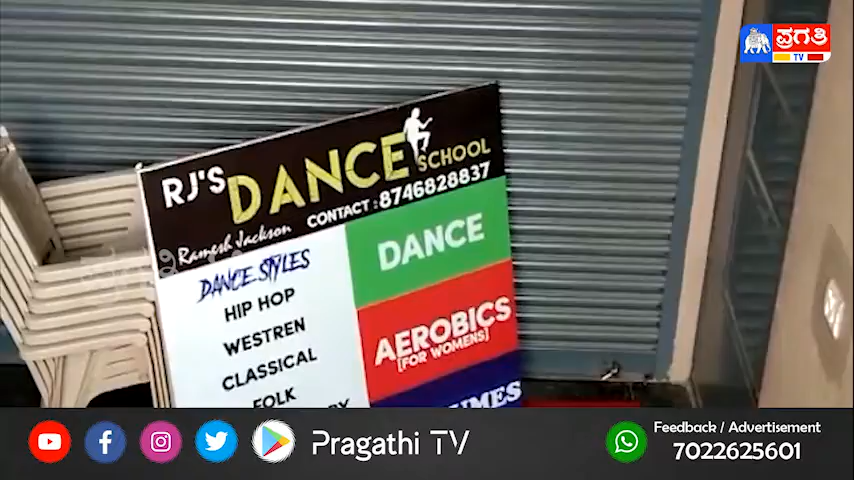 ಪ್ರಗತಿ
TV
RJ'S DANCE SCHOOL
Ramesh Jackson
CONTACT : 8746828837
DANCE STYLES
HIP HOP
WESTREN
CLASSICAL
FOLK
DANCE
AEROBICS
[FOR WOMENS]
Pragathi TV
Feedback / Advertisement
7022625601